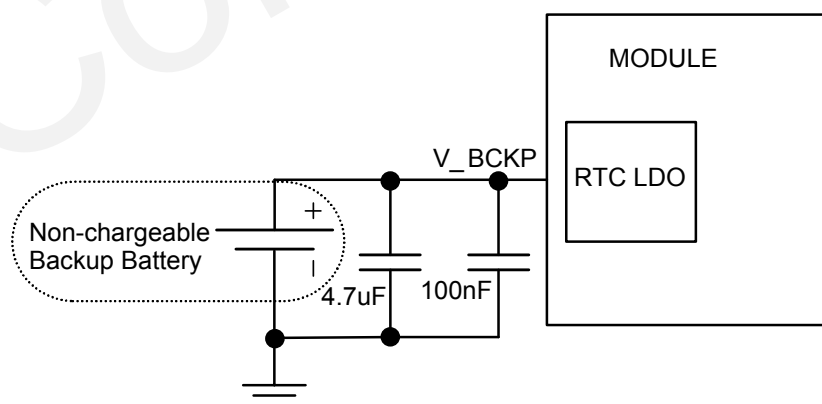 MODULE
V_BCKP
RTC LDO
+
Non-chargeable
Backup Battery
4.7uF
100nF